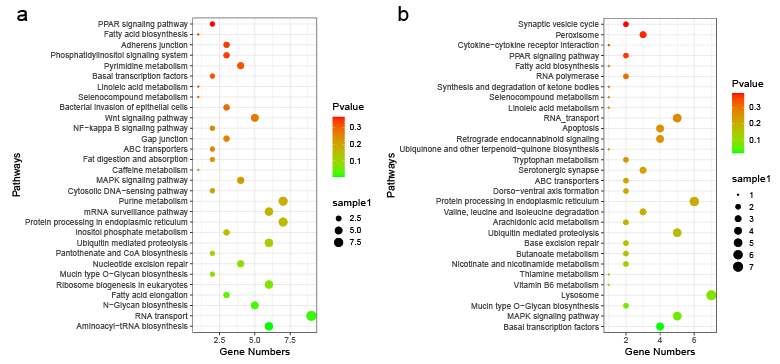 a
Pathways
PPAR signaling pathway
Fatty acid biosynthesis
Adherens junction
Phosphatidylinositol signaling system
Pyrimidine metabolism
Basal transcription factors
Linoleic acid metabolism
Selenocompound metabolism
Bacterial invasion of epithelial cells
Wnt signaling pathway
NF-kappa B signaling pathway
Gap junction
ABC transporters
Fat digestion and absorption
Caffeine metabolism
MAPK signaling pathway
Cytosolic DNA-sensing pathway
Purine metabolism
mRNA surveillance pathway
Protein processing in endoplasmic reticulum
Inositol phosphate metabolism
Ubiquitin mediated proteolysis
Pantothenate and CoA biosynthesis
Nucleotide excision repair
Mucin type O-Glycan biosynthesis
Ribosome biogenesis in eukaryotes
Fatty acid elongation
N-Glycan biosynthesis
RNA transport
Aminoacyl-tRNA biosynthesis
2.5 5.0 7.5
Gene Numbers
Pvalue
0.3
0.2
0.1
sample1
2.5
5.0
7.5
b
Pathways
Synaptic vesicle cycle
Peroxisome
Cytokine-cytokine receptor interaction
PPAR signaling pathway
Fatty acid biosynthesis
RNA polymerase
Synthesis and degradation of ketone bodies
Selenocompound metabolism
Linoleic acid metabolism
RNA_transport
Apoptosis
Retrograde endocannabinoid signaling
Ubiquinone and other terpenoid-quinone biosynthesis
Tryptophan metabolism
Serotonergic synapse
ABC transporters
Dorso-ventral axis formation
Protein processing in endoplasmic reticulum
Valine, leucine and isoleucine degradation
Arachidonic acid metabolism
Ubiquitin mediated proteolysis
Base excision repair
Butanoate metabolism
Nicotinate and nicotinamide metabolism
Thiamine metabolism
Vitamin B6 metabolism
Lysosome
Mucin type O-Glycan biosynthesis
MAPK signaling pathway
Basal transcription factors
2 4 6
Gene Numbers
Pvalue
0.3
0.2
0.1
sample1
1
2
3
4
5
6
7